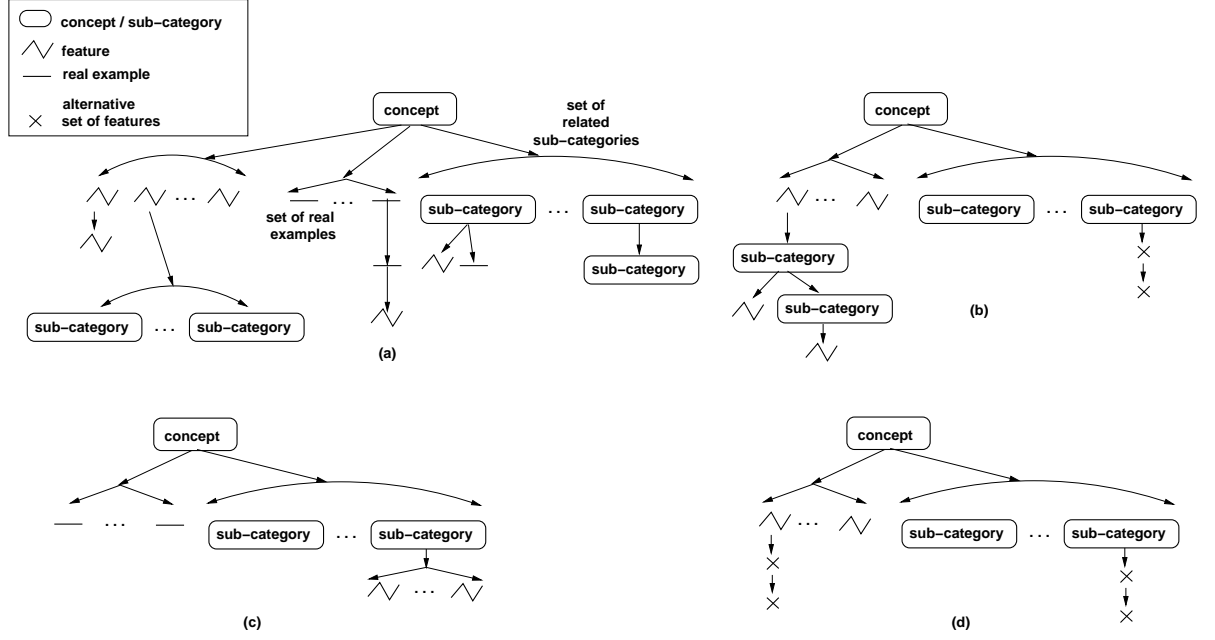 concept / sub−category
feature
real example
alternative
set of features
concept
set of
related
sub−categories
...
...
set of real
examples
sub−category
...
sub−category
sub−category
sub−category
...
sub−category
(a)
concept
...
sub−category
...
sub−category
sub−category
sub−category
(b)
concept
...
sub−category
...
sub−category
...
(c)
concept
...
sub−category
...
sub−category
(d)